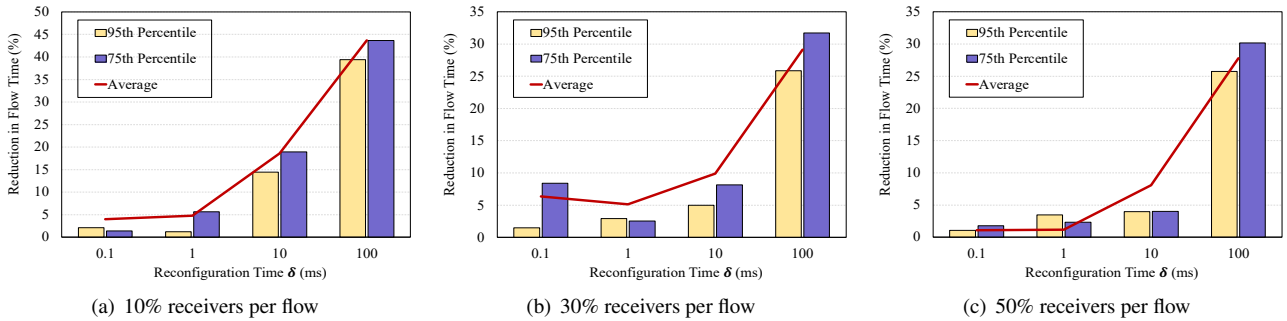 50
45
40
35
30
25
20
15
10
5
0
Reduction in Flow Time (%)
95th Percentile
75th Percentile
Average
0.1 1 10 100
Reconfiguration Time δ (ms)
(a) 10% receivers per flow
35
30
25
20
15
10
5
0
Reduction in Flow Time (%)
95th Percentile
75th Percentile
Average
0.1 1 10 100
Reconfiguration Time δ (ms)
(b) 30% receivers per flow
35
30
25
20
15
10
5
0
Reduction in Flow Time (%)
95th Percentile
75th Percentile
Average
0.1 1 10 100
Reconfiguration Time δ (ms)
(c) 50% receivers per flow